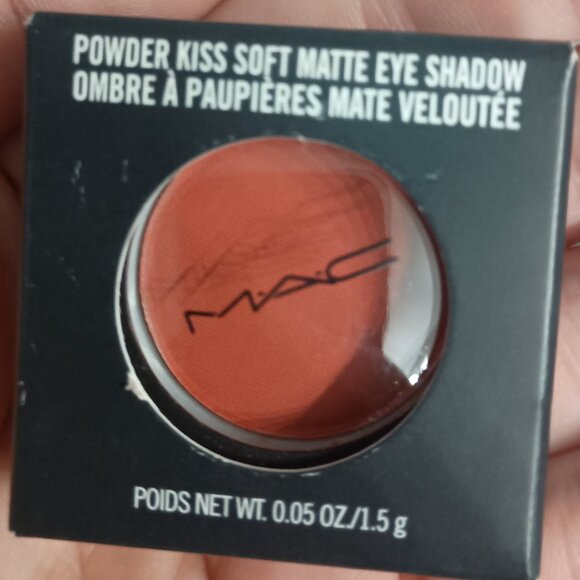 POWDER KISS SOFT MATTE EYE SHADOW
OMBRE À PAUPIÈRES MATE VELOUTÉE
M·A·C
POIDS NET WT. 0.05 OZ./1.5 g